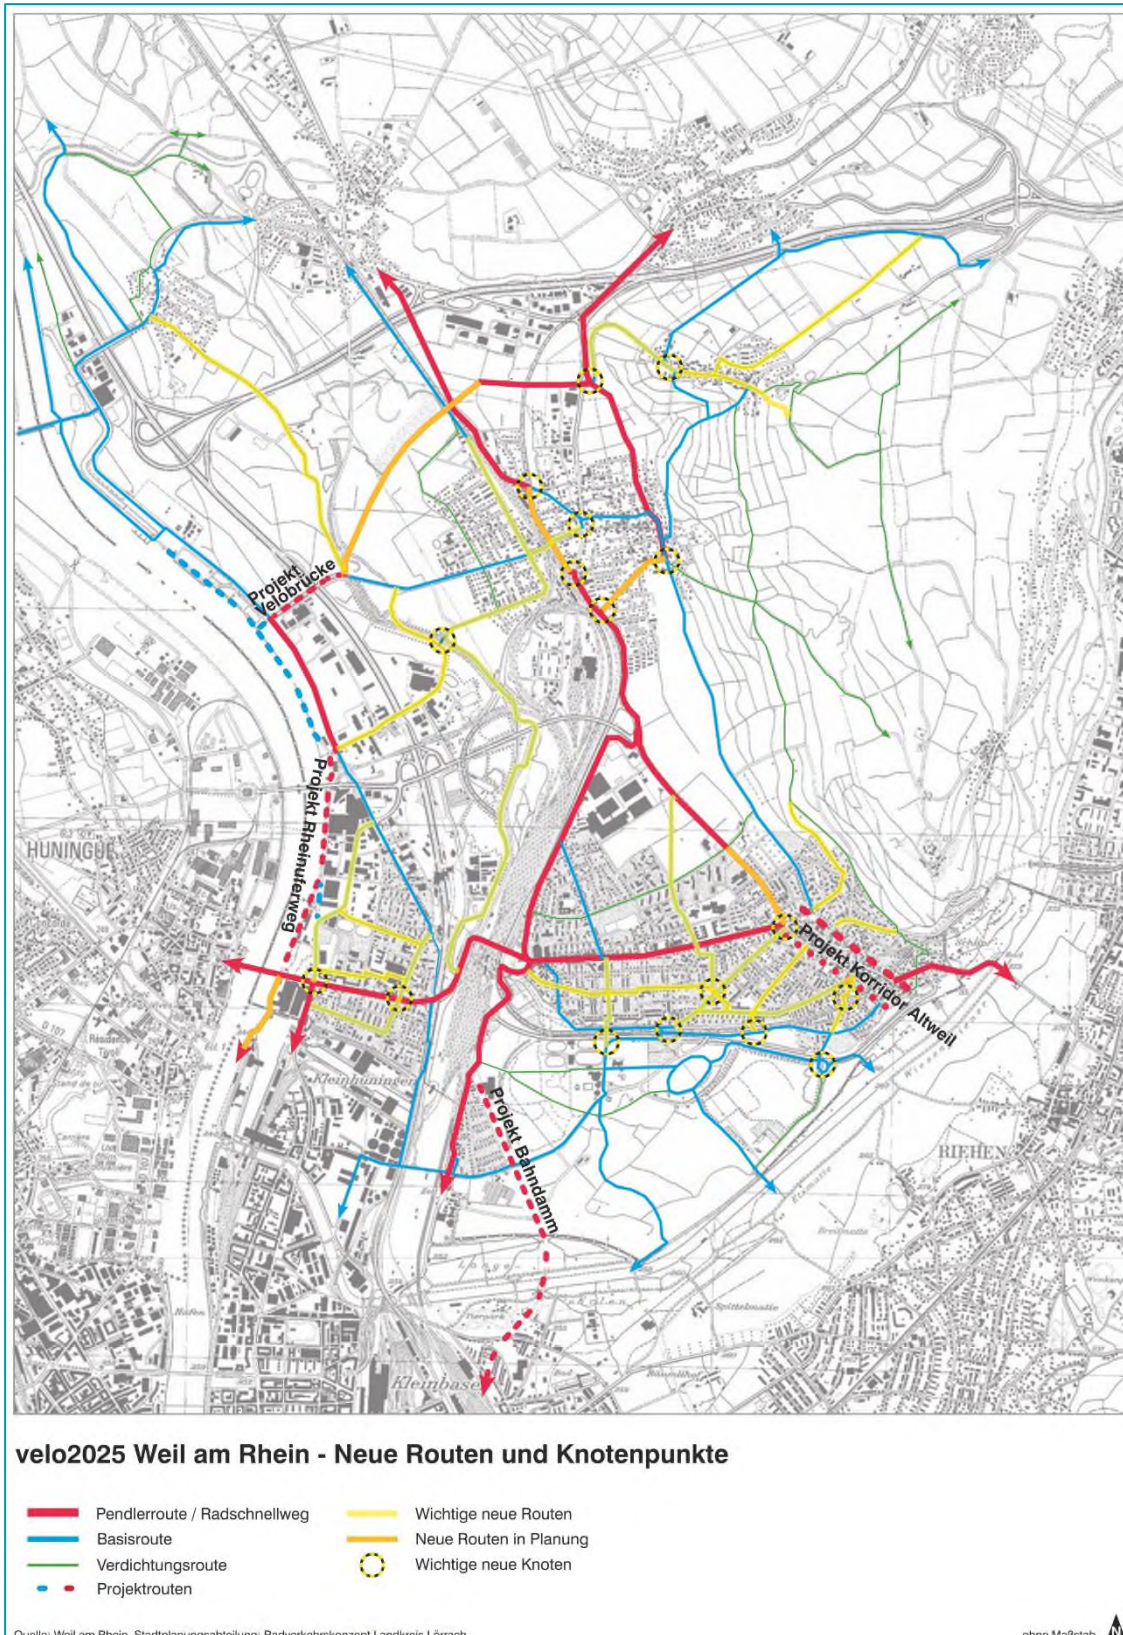 Projekt
Velobrücke
Projekt Rheinuferweg
HUNINGUE
Projekt Korridor Altweil
Kleinhüningen
Projekt Bahndamm
RIEHEN
Spittelmatte
Kleinbasel
velo2025 Weil am Rhein - Neue Routen und Knotenpunkte
Pendlerroute / Radschnellweg
Wichtige neue Routen
Basisroute
Neue Routen in Planung
Verdichtungsroute
Wichtige neue Knoten
Projektrouten
Quelle: Weil am Rhein, Stadtplanungsabteilung; Radverkehrskonzept Landkreis Lörrach
ohne Maßstab
N